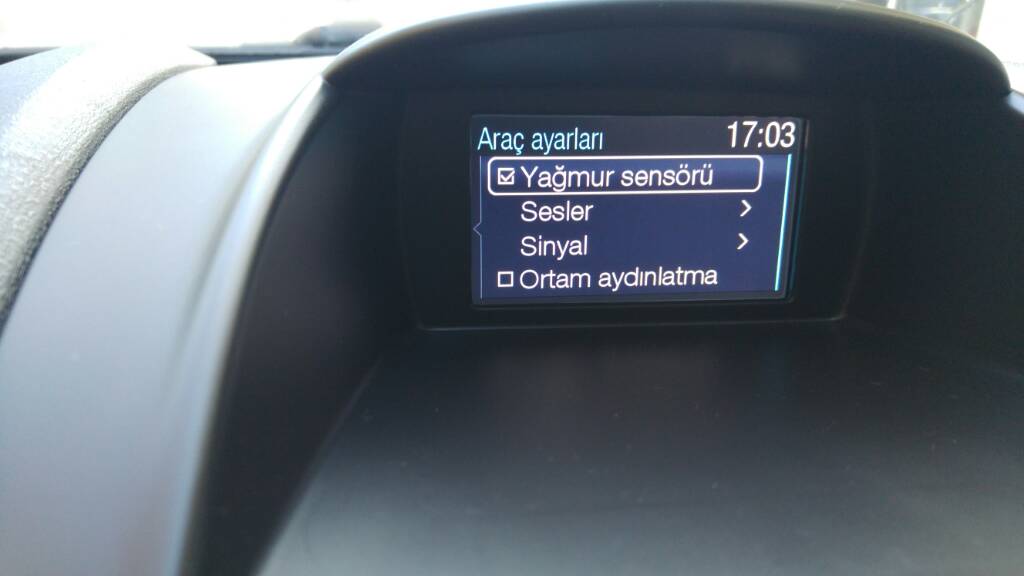 Araç ayarları 17:03
Yağmur sensörü
Sesler
Sinyal
Ortam aydınlatma